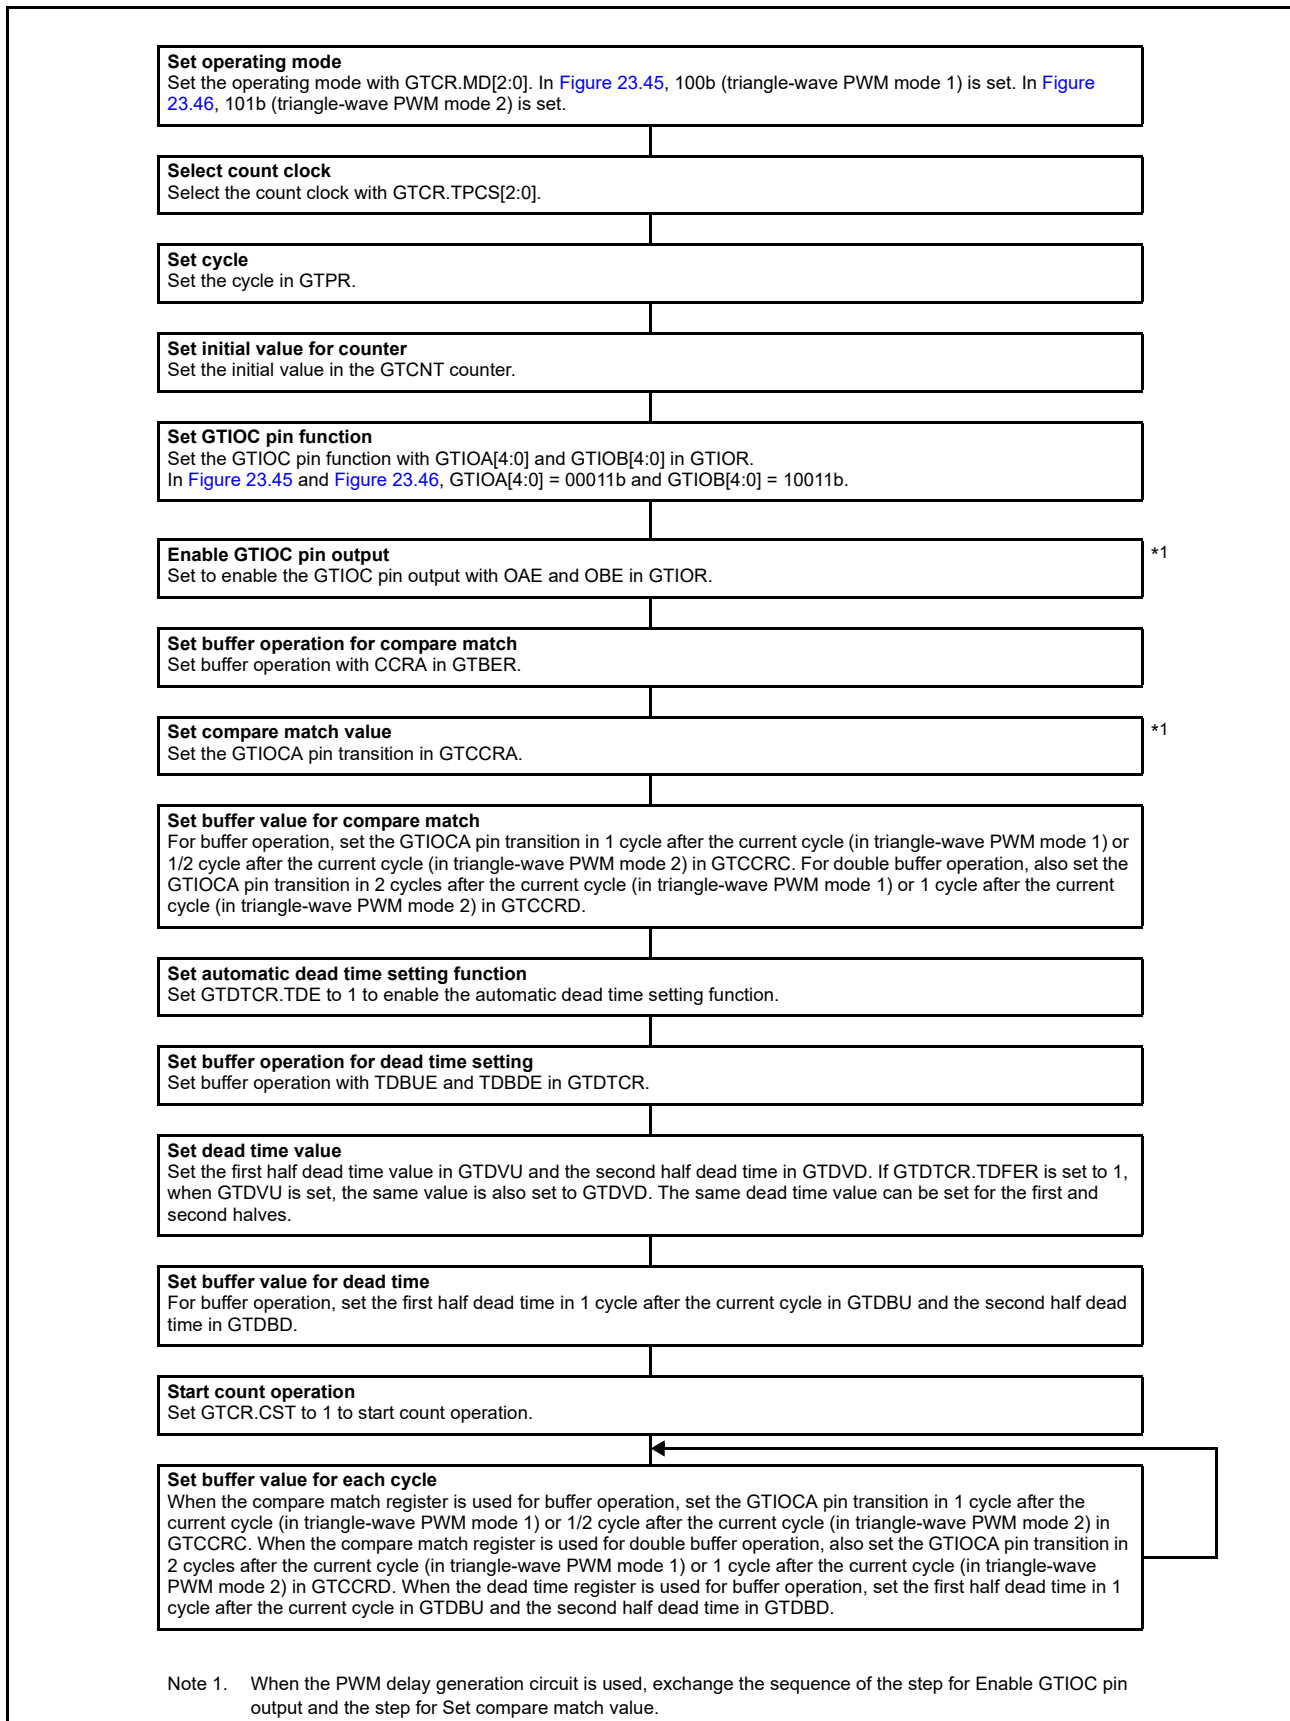 Set operating mode
Set the operating mode with GTCR.MD[2:0]. In Figure 23.45, 100b (triangle-wave PWM mode 1) is set. In Figure
23.46, 101b (triangle-wave PWM mode 2) is set.
Select count clock
Select the count clock with GTCR.TPCS[2:0].
Set cycle
Set the cycle in GTPR.
Set initial value for counter
Set the initial value in the GTCNT counter.
Set GTIOC pin function
Set the GTIOC pin function with GTIOA[4:0] and GTIOB[4:0] in GTIOR.
In Figure 23.45 and Figure 23.46, GTIOA[4:0] = 00011b and GTIOB[4:0] = 10011b.
Enable GTIOC pin output
*1
Set to enable the GTIOC pin output with OAE and OBE in GTIOR.
Set buffer operation for compare match
Set buffer operation with CCRA in GTBER.
Set compare match value
*1
Set the GTIOCA pin transition in GTCCRA.
Set buffer value for compare match
For buffer operation, set the GTIOCA pin transition in 1 cycle after the current cycle (in triangle-wave PWM mode 1) or
1/2 cycle after the current cycle (in triangle-wave PWM mode 2) in GTCCRC. For double buffer operation, also set the
GTIOCA pin transition in 2 cycles after the current cycle (in triangle-wave PWM mode 1) or 1 cycle after the current
cycle (in triangle-wave PWM mode 2) in GTCCRD.
Set automatic dead time setting function
Set GTDTCR.TDE to 1 to enable the automatic dead time setting function.
Set buffer operation for dead time setting
Set buffer operation with TDBUE and TDBDE in GTDTCR.
Set dead time value
Set the first half dead time value in GTDVU and the second half dead time in GTDVD. If GTDTCR.TDFER is set to 1,
when GTDVU is set, the same value is also set to GTDVD. The same dead time value can be set for the first and
second halves.
Set buffer value for dead time
For buffer operation, set the first half dead time in 1 cycle after the current cycle in GTDBU and the second half dead
time in GTDBD.
Start count operation
Set GTCR.CST to 1 to start count operation.
Set buffer value for each cycle
When the compare match register is used for buffer operation, set the GTIOCA pin transition in 1 cycle after the
current cycle (in triangle-wave PWM mode 1) or 1/2 cycle after the current cycle (in triangle-wave PWM mode 2) in
GTCCRC. When the compare match register is used for double buffer operation, also set the GTIOCA pin transition in
2 cycles after the current cycle (in triangle-wave PWM mode 1) or 1 cycle after the current cycle (in triangle-wave
PWM mode 2) in GTCCRD. When the dead time register is used for buffer operation, set the first half dead time in 1
cycle after the current cycle in GTDBU and the second half dead time in GTDBD.
Note 1. When the PWM delay generation circuit is used, exchange the sequence of the step for Enable GTIOC pin
output and the step for Set compare match value.